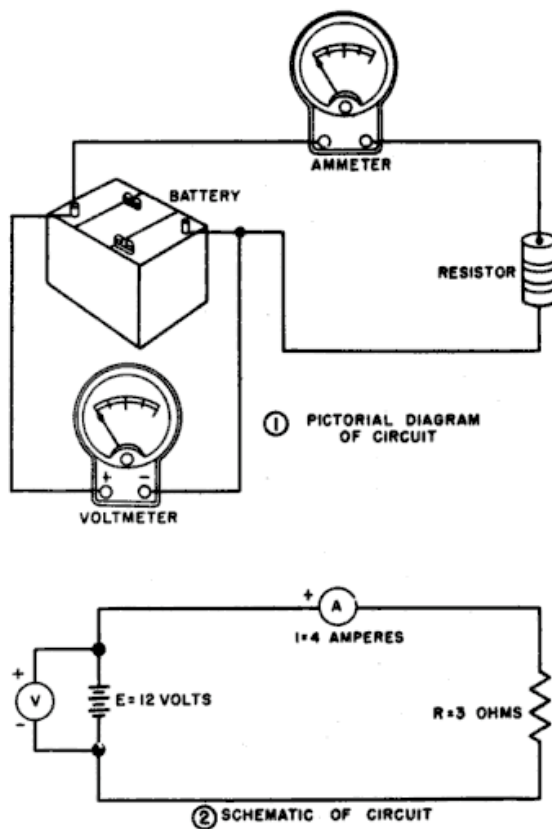 AMMETER
BATTERY
RESISTOR
① PICTORIAL DIAGRAM
OF CIRCUIT
+ -
VOLTMETER
+ A
I=4 AMPERES
+
V
-
E=12 VOLTS
R=3 OHMS
② SCHEMATIC OF CIRCUIT